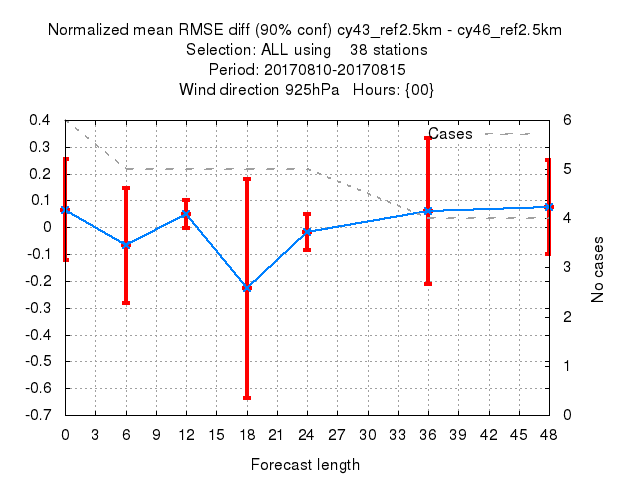 Normalized mean RMSE diff (90% conf) cy43_ref2.5km - cy46_ref2.5km
Selection: ALL using    38 stations
Period: 20170810-20170815
Wind direction 925hPa   Hours: {00}
Cases
0.4
0.3
0.2
0.1
0
-0.1
-0.2
-0.3
-0.4
-0.5
-0.6
-0.7
6
5
4
3
2
1
0
No cases
0 3 6 9 12 15 18 21 24 27 30 33 36 39 42 45 48
Forecast length